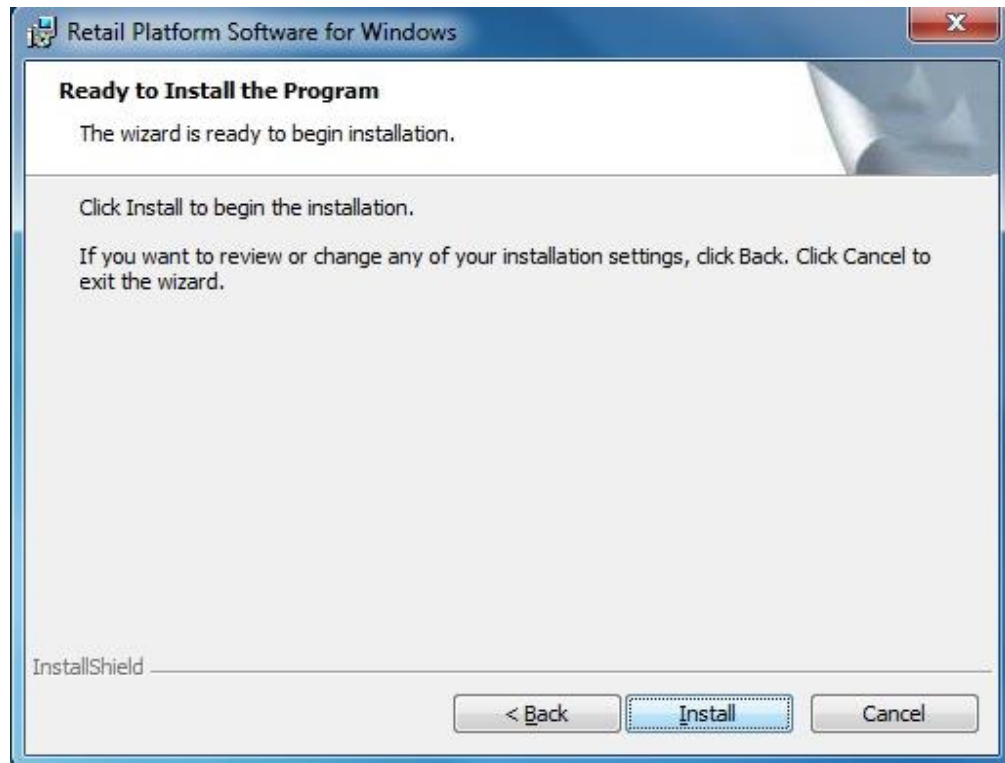 Retail Platform Software for Windows
Ready to Install the Program
The wizard is ready to begin installation.
Click Install to begin the installation.
If you want to review or change any of your installation settings, click Back. Click Cancel to
exit the wizard.
InstallShield
< Back Install Cancel